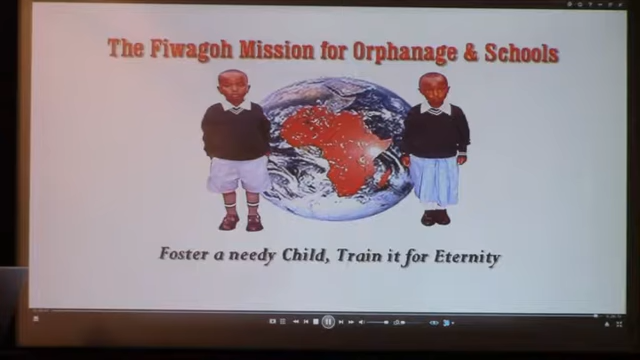 The Fiwagoh Mission for Orphanage & Schools
Foster a needy Child, Train it for Eternity